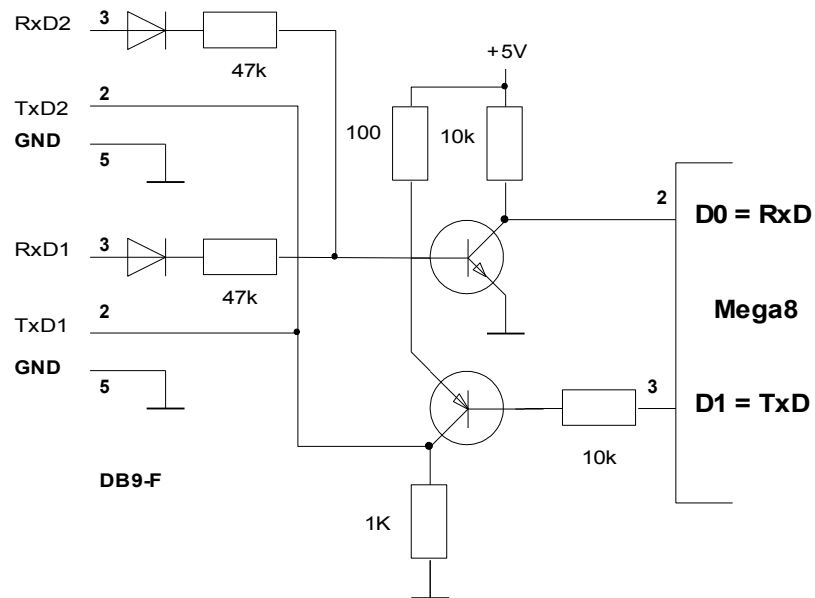 RxD2
3
47k
TxD2
2
GND
5
+5V
100
10k
2
D0 = RxD
RxD1
3
47k
Mega8
TxD1
2
GND
5
3
D1 = TxD
10k
DB9-F
1K